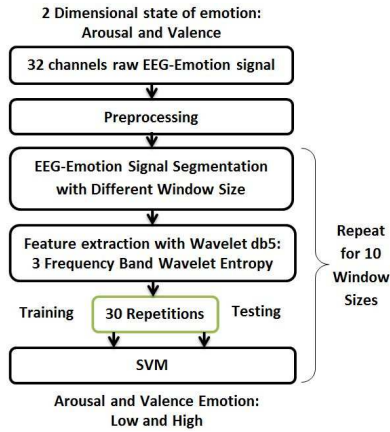 2 Dimensional state of emotion:
Arousal and Valence
32 channels raw EEG-Emotion signal
Preprocessing
EEG-Emotion Signal Segmentation
with Different Window Size
Feature extraction with Wavelet db5:
3 Frequency Band Wavelet Entropy
Training
30 Repetitions
Testing
SVM
Repeat
for 10
Window
Sizes
Arousal and Valence Emotion:
Low and High